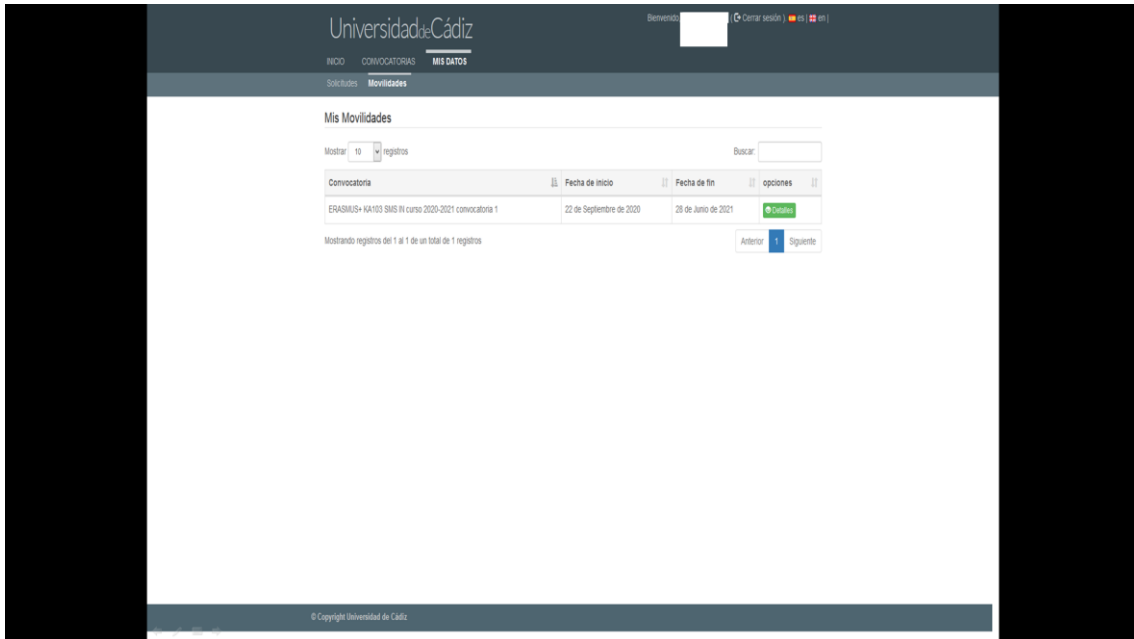 UniversidaddeCádiz
Bienvenido, ( Cerrar sesión ) es | en |
INICIO CONVOCATORIAS MIS DATOS
Solicitudes Movilidades
Mis Movilidades
Mostrar 10 registros Buscar:
Convocatoria Fecha de inicio Fecha de fin opciones
ERASMUS+ KA103 SMS IN curso 2020-2021 convocatoria 1 22 de Septiembre de 2020 28 de Junio de 2021 Detalles
Mostrando registros del 1 al 1 de un total de 1 registros
Anterior 1 Siguiente
© Copyright Universidad de Cádiz